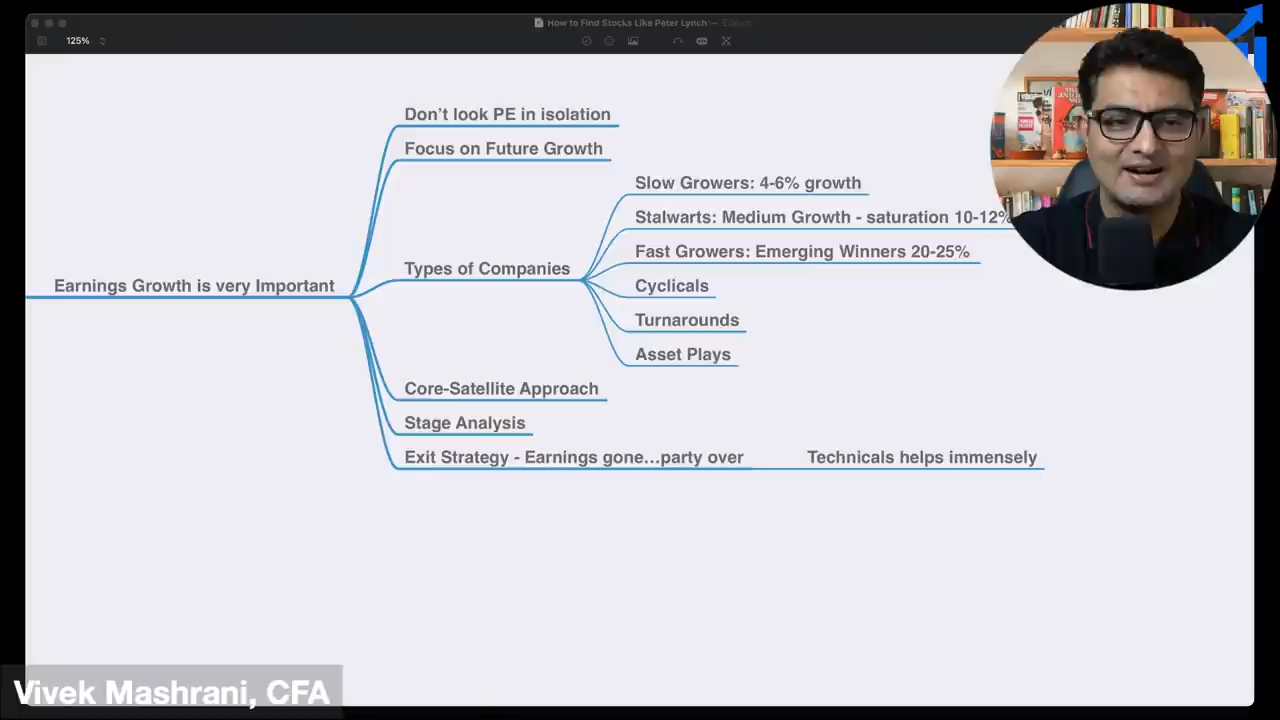 How to Find Stocks Like Peter Lynch — Edited
125%
Don't look PE in isolation
Focus on Future Growth
Slow Growers: 4-6% growth
Stalwarts: Medium Growth - saturation 10-12%
Fast Growers: Emerging Winners 20-25%
Types of Companies
Cyclicals
Earnings Growth is very Important
Turnarounds
Asset Plays
Core-Satellite Approach
Stage Analysis
Exit Strategy - Earnings gone...party over
Technicals helps immensely
Vivek Mashrani, CFA